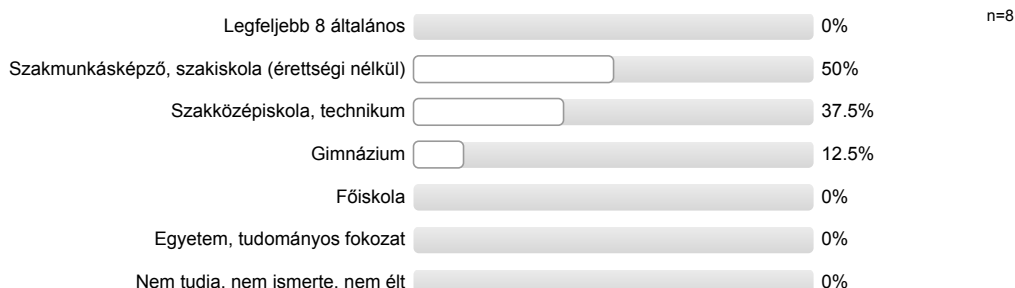 Legfeljebb 8 általános 0% n=8
Szakmunkásképző, szakiskola (érettségi nélkül) 50%
Szakközépiskola, technikum 37.5%
Gimnázium 12.5%
Főiskola 0%
Egyetem, tudományos fokozat 0%
Nem tudja, nem ismerte, nem élt 0%